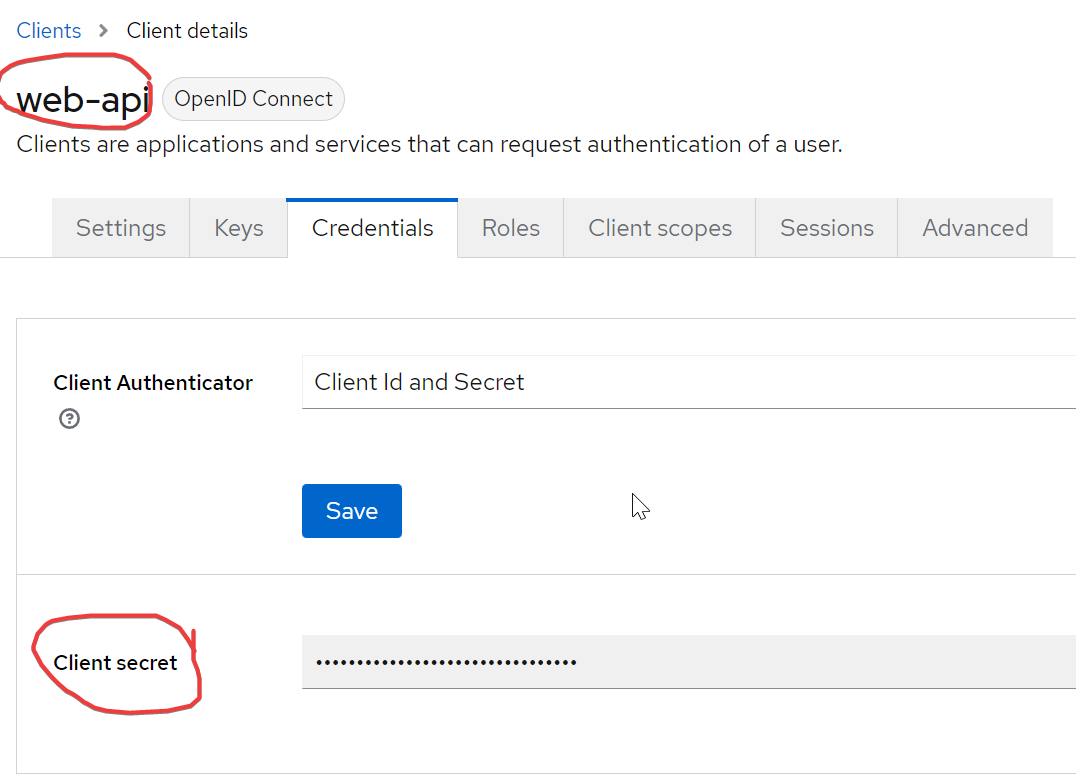 Clients > Client details
web-api OpenID Connect
Clients are applications and services that can request authentication of a user.
Settings Keys Credentials Roles Client scopes Sessions Advanced
Client Authenticator Client Id and Secret
?
Save
Client secret ••••••••••••••••••••••••••••••••